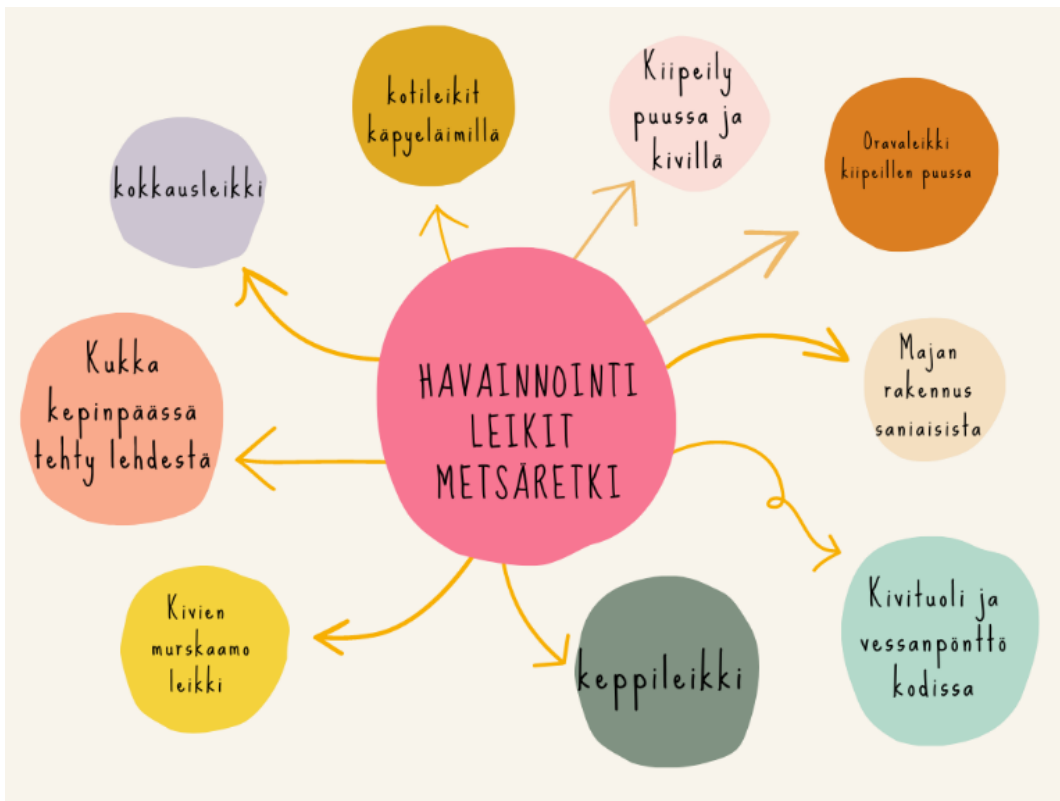 kotileikit
käpyeläimillä
Kiipeily
puussa ja
kivillä
Oravaleikki
kiipeillen puussa
kokkausleikki
HAVAINNOINTI
LEIKIT
METSÄRETKI
Majan
rakennus
saniaisista
Kukka
kepinpäässä
tehty lehdestä
Kivien
murskaamo
leikki
keppileikki
Kivituoli ja
vessanpönttö
kodissa